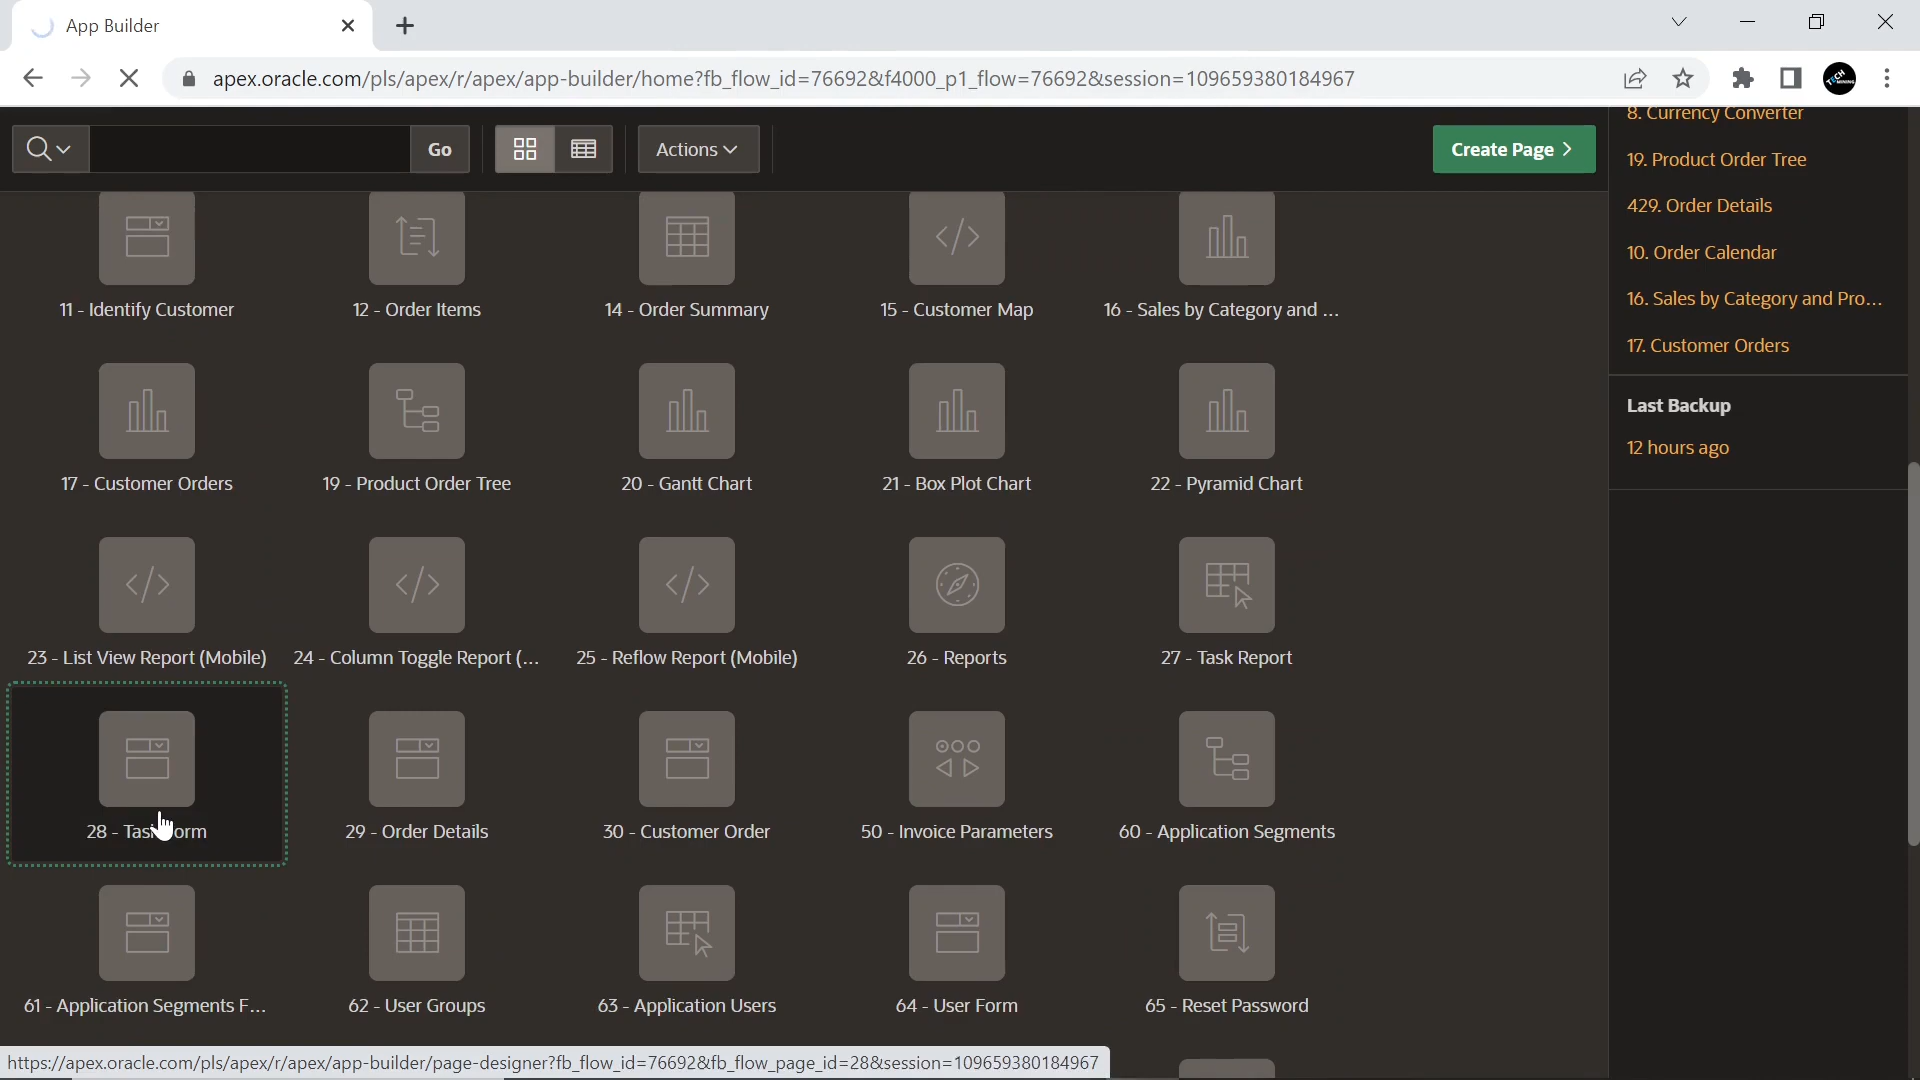 App Builder
apex.oracle.com/pls/apex/r/apex/app-builder/home?fb_flow_id=76692&f4000_p1_flow=76692&session=109659380184967
Go
Actions
Create Page
8. Currency Converter
19. Product Order Tree
429. Order Details
10. Order Calendar
16. Sales by Category and Pro...
17. Customer Orders
Last Backup
12 hours ago
11 - Identify Customer
12 - Order Items
14 - Order Summary
15 - Customer Map
16 - Sales by Category and ...
17 - Customer Orders
19 - Product Order Tree
20 - Gantt Chart
21 - Box Plot Chart
22 - Pyramid Chart
23 - List View Report (Mobile)
24 - Column Toggle Report (...
25 - Reflow Report (Mobile)
26 - Reports
27 - Task Report
28 - Task Form
29 - Order Details
30 - Customer Order
50 - Invoice Parameters
60 - Application Segments
61 - Application Segments F...
62 - User Groups
63 - Application Users
64 - User Form
65 - Reset Password
https://apex.oracle.com/pls/apex/r/apex/app-builder/page-designer?fb_flow_id=76692&fb_flow_page_id=28&session=109659380184967